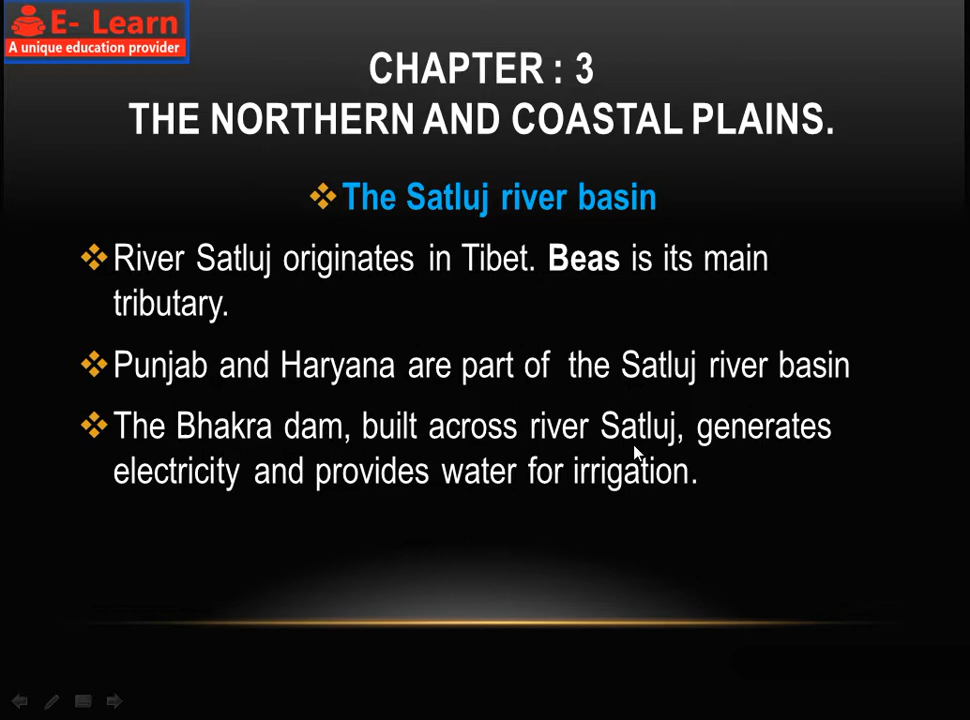 E- Learn
A unique education provider
CHAPTER : 3
THE NORTHERN AND COASTAL PLAINS.
The Satluj river basin
River Satluj originates in Tibet. Beas is its main
tributary.
Punjab and Haryana are part of the Satluj river basin
The Bhakra dam, built across river Satluj, generates
electricity and provides water for irrigation.